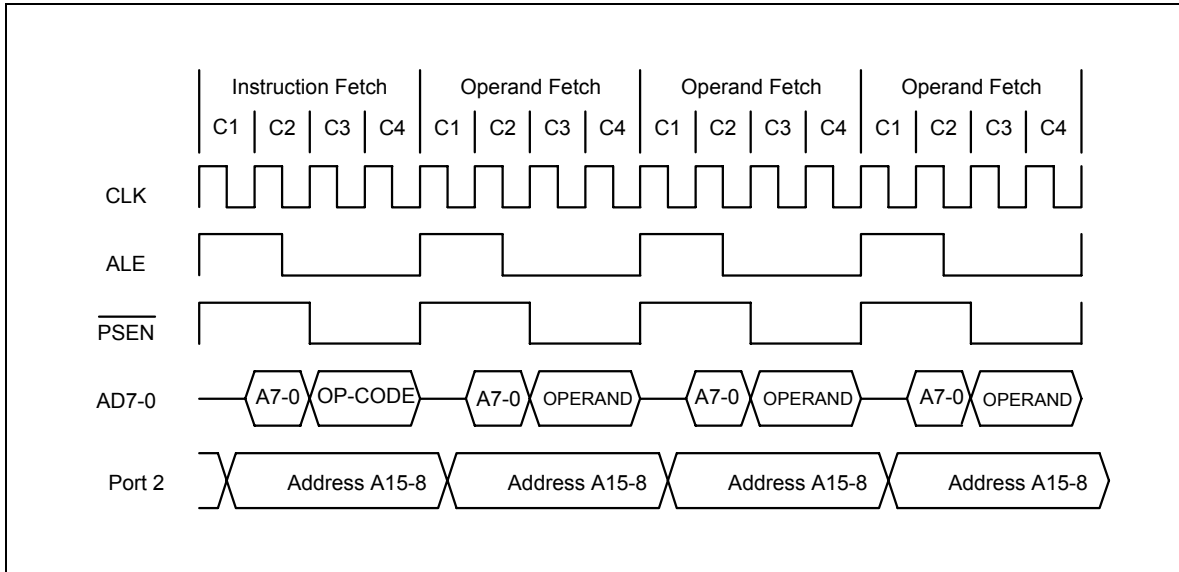 Instruction Fetch Operand Fetch Operand Fetch Operand Fetch
C1 C2 C3 C4 C1 C2 C3 C4 C1 C2 C3 C4 C1 C2 C3 C4
CLK
ALE
PSEN
AD7-0 A7-0 OP-CODE A7-0 OPERAND A7-0 OPERAND A7-0 OPERAND
Port 2 Address A15-8 Address A15-8 Address A15-8 Address A15-8